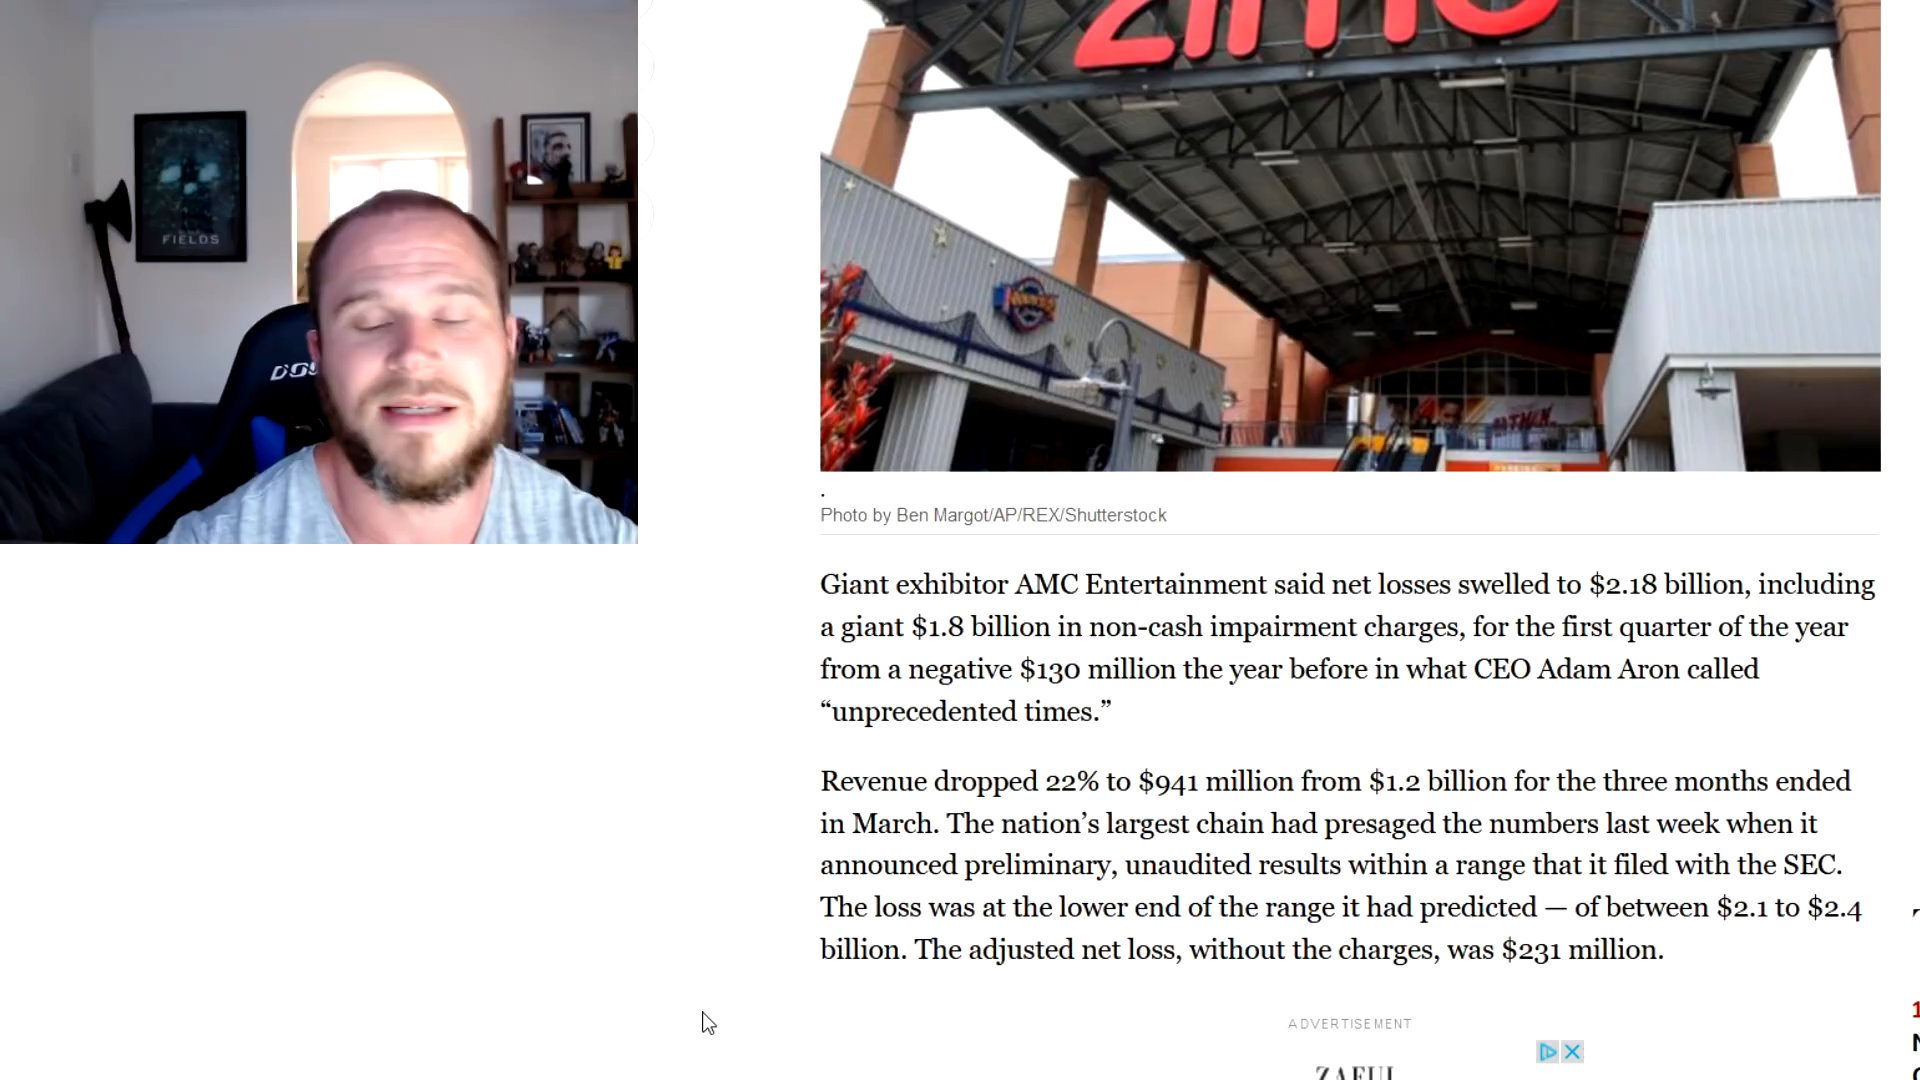 FIELDS
amc
Photo by Ben Margot/AP/REX/Shutterstock
Giant exhibitor AMC Entertainment said net losses swelled to $2.18 billion, including
a giant $1.8 billion in non-cash impairment charges, for the first quarter of the year
from a negative $130 million the year before in what CEO Adam Aron called
“unprecedented times.”
Revenue dropped 22% to $941 million from $1.2 billion for the three months ended
in March. The nation’s largest chain had presaged the numbers last week when it
announced preliminary, unaudited results within a range that it filed with the SEC.
The loss was at the lower end of the range it had predicted — of between $2.1 to $2.4
billion. The adjusted net loss, without the charges, was $231 million.
ADVERTISEMENT
ZAFUL